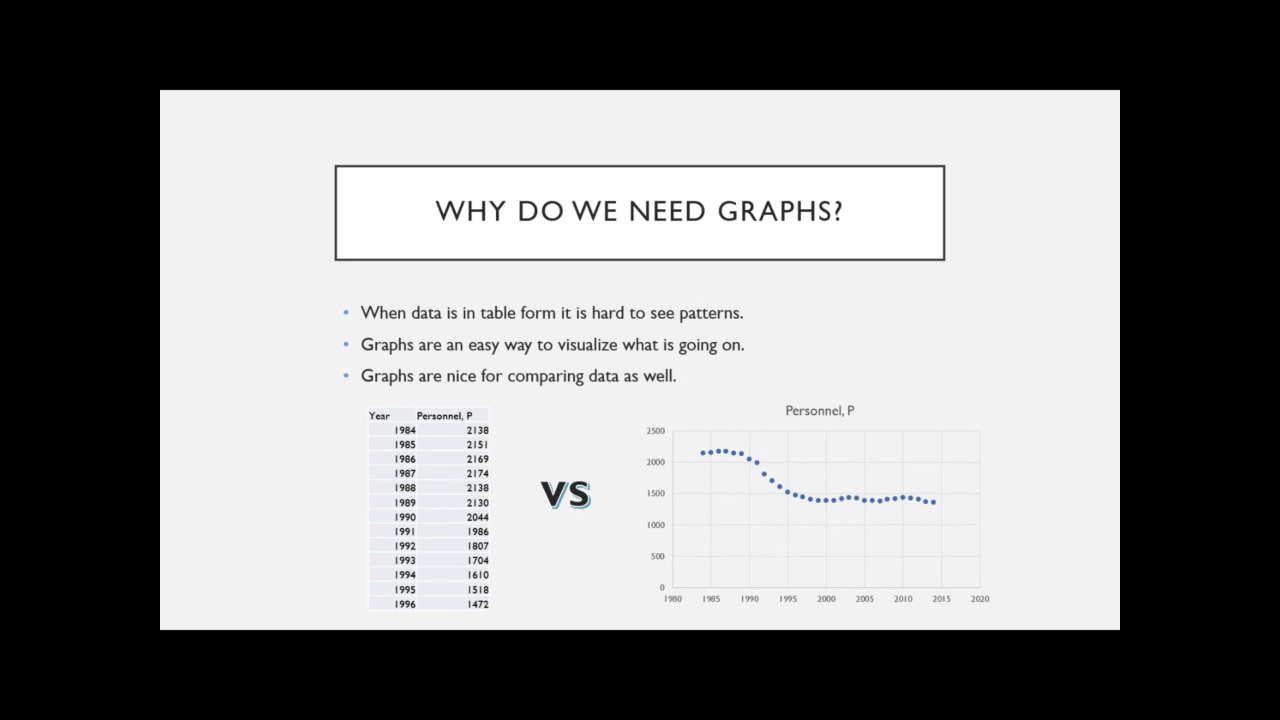 WHY DO WE NEED GRAPHS?
• When data is in table form it is hard to see patterns.
• Graphs are an easy way to visualize what is going on.
• Graphs are nice for comparing data as well.
Year Personnel, P
1984 2138
1985 2151
1986 2169
1987 2174
1988 2138
1989 2130
1990 2044
1991 1986
1992 1807
1993 1704
1994 1610
1995 1518
1996 1472
VS
Personnel, P
2500
2000
1500
1000
500
0
1980 1985 1990 1995 2000 2005 2010 2015 2020